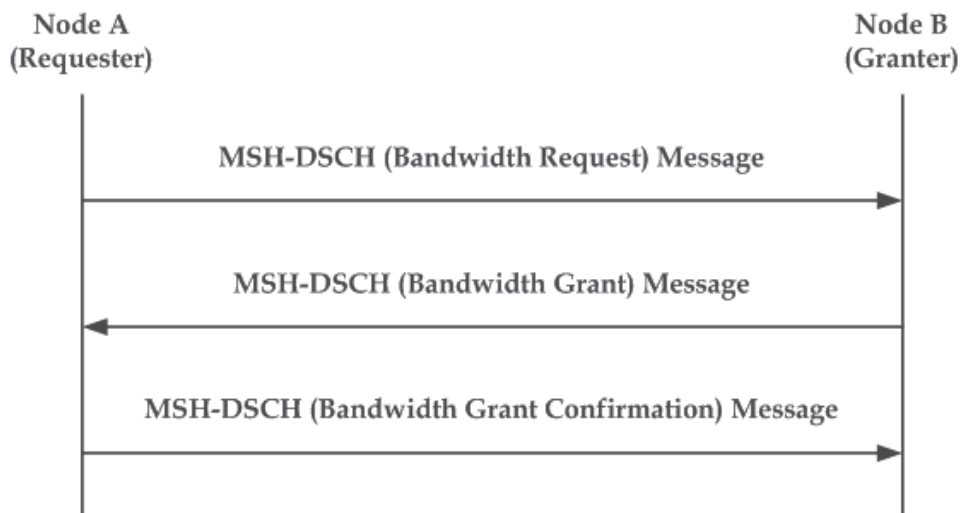 Node A
(Requester)
Node B
(Granter)
MSH-DSCH (Bandwidth Request) Message
MSH-DSCH (Bandwidth Grant) Message
MSH-DSCH (Bandwidth Grant Confirmation) Message